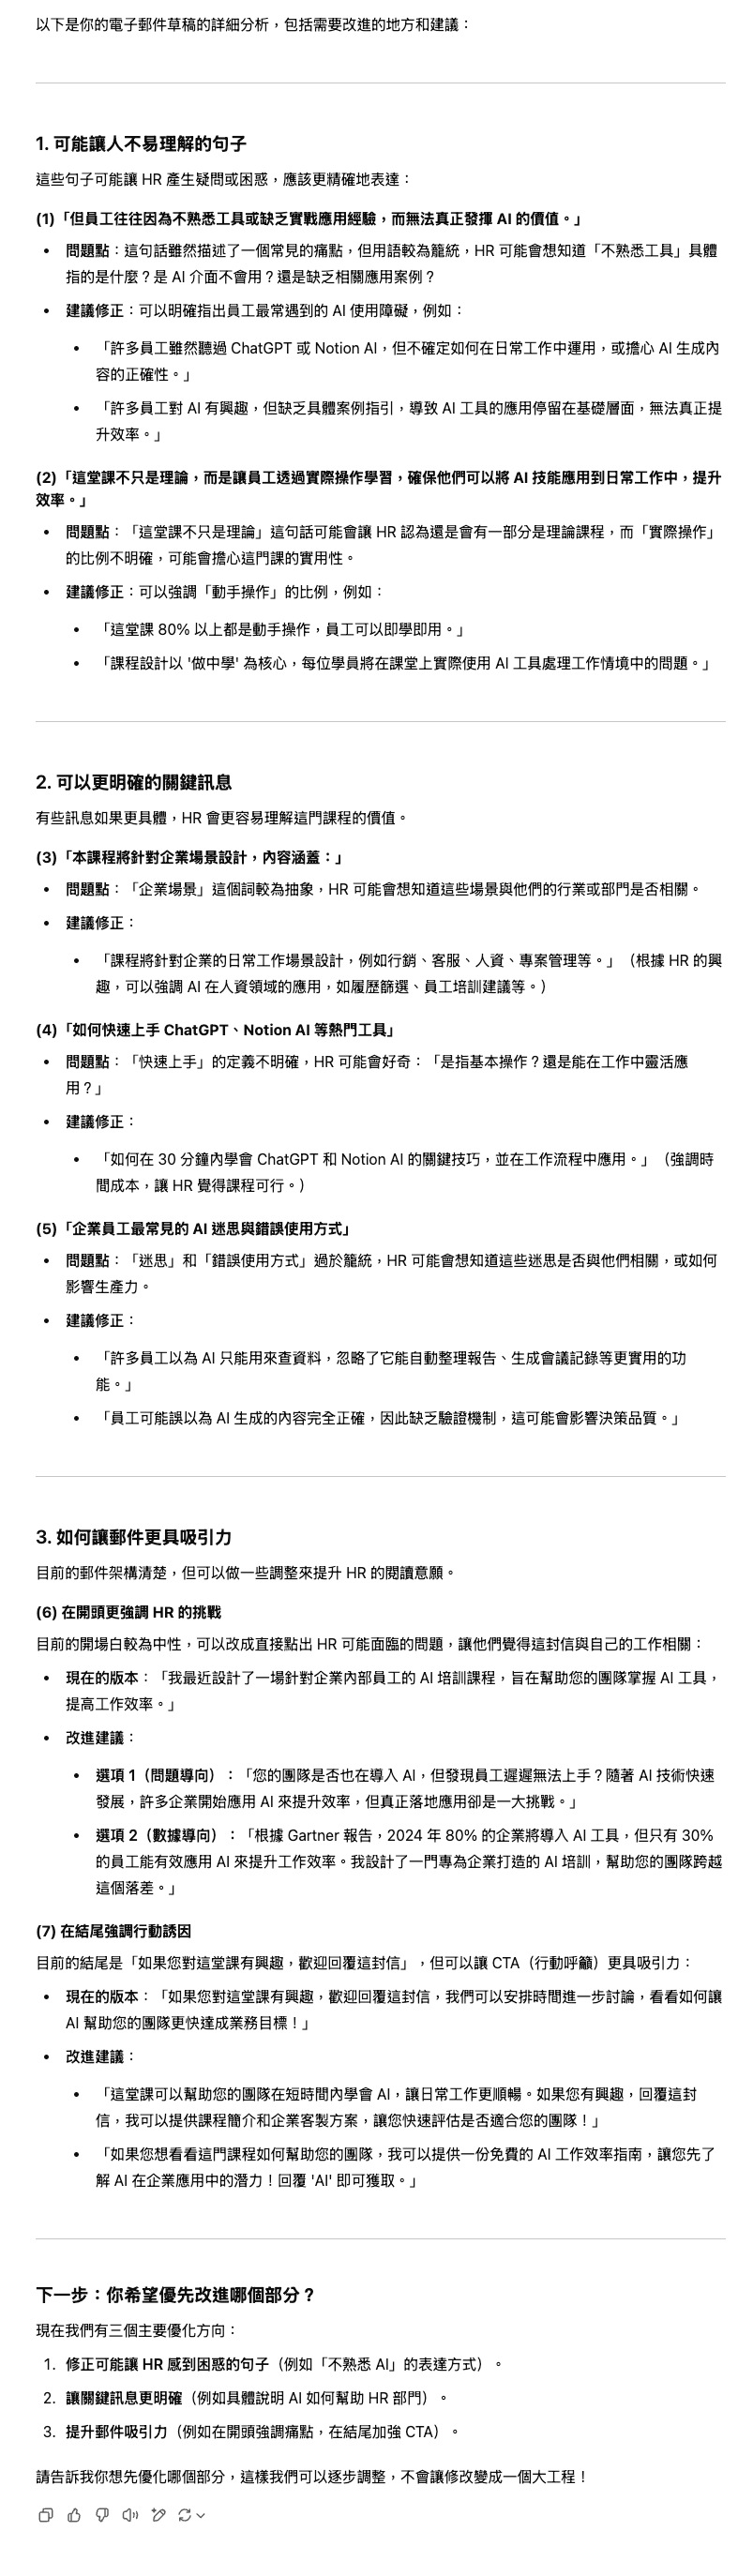 以下是你的電子郵件草稿的詳細分析，包括需要改進的地方和建議：
1. 可能讓人不易理解的句子
這些句子可能讓 HR 產生疑問或困惑，應該更精確地表達：
(1)「但員工往往因為不熟悉工具或缺乏實戰應用經驗，而無法真正發揮 AI 的價值。」
• 問題點：這句話雖然描述了一個常見的痛點，但用語較為籠統，HR 可能會想知道「不熟悉工具」具體
指的是什麼？是 AI 介面不會用？還是缺乏相關應用案例？
• 建議修正：可以明確指出員工最常遇到的 AI 使用障礙，例如：
• 「許多員工雖然聽過 ChatGPT 或 Notion AI，但不確定如何在日常工作中運用，或擔心 AI 生成內
容的正確性。」
• 「許多員工對 AI 有興趣，但缺乏具體案例指引，導致 AI 工具的應用停留在基礎層面，無法真正提
升效率。」
(2)「這堂課不只是理論，而是讓員工透過實際操作學習，確保他們可以將 AI 技能應用到日常工作中，提升
效率。」
• 問題點：「這堂課不只是理論」這句話可能會讓 HR 認為還是會有一部分是理論課程，而「實際操作」
的比例不明確，可能會擔心這門課的實用性。
• 建議修正：可以強調「動手操作」的比例，例如：
• 「這堂課 80% 以上都是動手操作，員工可以即學即用。」
• 「課程設計以 '做中學' 為核心，每位學員將在課堂上實際使用 AI 工具處理工作情境中的問題。」
2. 可以更明確的關鍵訊息
有些訊息如果更具體，HR 會更容易理解這門課程的價值。
(3)「本課程將針對企業場景設計，內容涵蓋：」
• 問題點：「企業場景」這個詞較為抽象，HR 可能會想知道這些場景與他們的行業或部門是否相關。
• 建議修正：
• 「課程將針對企業的日常工作場景設計，例如行銷、客服、人資、專案管理等。」（根據 HR 的興
趣，可以強調 AI 在人資領域的應用，如履歷篩選、員工培訓建議等。）
(4)「如何快速上手 ChatGPT、Notion AI 等熱門工具」
• 問題點：「快速上手」的定義不明確，HR 可能會好奇：「是指基本操作？還是能在工作中靈活應
用？」
• 建議修正：
• 「如何在 30 分鐘內學會 ChatGPT 和 Notion AI 的關鍵技巧，並在工作流程中應用。」（強調時
間成本，讓 HR 覺得課程可行。）
(5)「企業員工最常見的 AI 迷思與錯誤使用方式」
• 問題點：「迷思」和「錯誤使用方式」過於籠統，HR 可能會想知道這些迷思是否與他們相關，或如何
影響生產力。
• 建議修正：
• 「許多員工以為 AI 只能用來查資料，忽略了它能自動整理報告、生成會議記錄等更實用的功
能。」
• 「員工可能誤以為 AI 生成的內容完全正確，因此缺乏驗證機制，這可能會影響決策品質。」
3. 如何讓郵件更具吸引力
目前的郵件架構清楚，但可以做一些調整來提升 HR 的閱讀意願。
(6) 在開頭更強調 HR 的挑戰
目前的開場白較為中性，可以改成直接點出 HR 可能面臨的問題，讓他們覺得這封信與自己的工作相關：
• 現在的版本：「我最近設計了一場針對企業內部員工的 AI 培訓課程，旨在幫助您的團隊掌握 AI 工具，
提高工作效率。」
• 改進建議：
• 選項 1（問題導向）：「您的團隊是否也在導入 AI，但發現員工遲遲無法上手？隨著 AI 技術快速
發展，許多企業開始應用 AI 來提升效率，但真正落地應用卻是一大挑戰。」
• 選項 2（數據導向）：「根據 Gartner 報告，2024 年 80% 的企業將導入 AI 工具，但只有 30%
的員工能有效應用 AI 來提升工作效率。我設計了一門專為企業打造的 AI 培訓，幫助您的團隊跨越
這個落差。」
(7) 在結尾強調行動誘因
目前的結尾是「如果您對這堂課有興趣，歡迎回覆這封信」，但可以讓 CTA（行動呼籲）更具吸引力：
• 現在的版本：「如果您對這堂課有興趣，歡迎回覆這封信，我們可以安排時間進一步討論，看看如何讓
AI 幫助您的團隊更快達成業務目標！」
• 改進建議：
• 「這堂課可以幫助您的團隊在短時間內學會 AI，讓日常工作更順暢。如果您有興趣，回覆這封
信，我可以提供課程簡介和企業客製方案，讓您快速評估是否適合您的團隊！」
• 「如果您想看看這門課程如何幫助您的團隊，我可以提供一份免費的 AI 工作效率指南，讓您先了
解 AI 在企業應用中的潛力！回覆 'AI' 即可獲取。」
下一步：你希望優先改進哪個部分？
現在我們有三個主要優化方向：
1. 修正可能讓 HR 感到困惑的句子（例如「不熟悉 AI」的表達方式）。
2. 讓關鍵訊息更明確（例如具體說明 AI 如何幫助 HR 部門）。
3. 提升郵件吸引力（例如在開頭強調痛點，在結尾加強 CTA）。
請告訴我你想先優化哪個部分，這樣我們可以逐步調整，不會讓修改變成一個大工程！